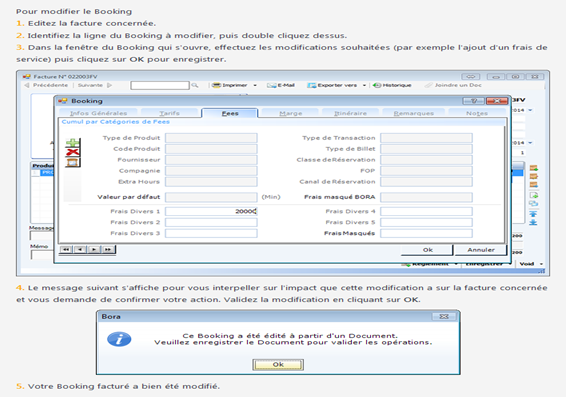 Pour modifier le Booking
1. Editez la facture concernée.
2. Identifiez la ligne du Booking à modifier, puis double cliquez dessus.
3. Dans la fenêtre du Booking qui s'ouvre, effectuez les modifications souhaitées (par exemple l'ajout d'un frais de
service) puis cliquez sur OK pour enregistrer.
Facture N° 022003FV
Précédente Suivante Imprimer E-Mail Exporter vers Historique Joindre un Doc
Booking
Infos Générales Tarifs Fees Marge Itinéraire Remarques Notes
Cumul par Catégories de Fees
Type de Produit Type de Transaction
Code Produit Type de Billet
Fournisseur Classe de Réservation
Compagnie FOP
Extra Hours Canal de Réservation
Valeur par défaut (Min) Frais masqué BORA
Frais Divers 1 2000 Frais Divers 4
Frais Divers 2 Frais Divers 5
Frais Divers 3 Frais Masqués
Message
Mémo
Ok Annuler
Règlement Enregistrer Void
4. Le message suivant s'affiche pour vous interpeller sur l'impact que cette modification a sur la facture concernée
et vous demande de confirmer votre action. Validez la modification en cliquant sur OK.
Bora
Ce Booking a été édité à partir d'un Document.
Veuillez enregistrer le Document pour valider les opérations.
Ok
5. Votre Booking facturé a bien été modifié.